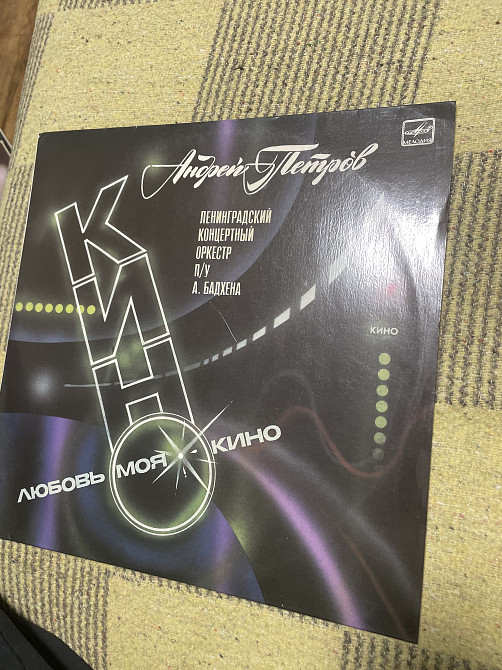 Андрей Петров
МЕЛОДИЯ
ЛЕНИНГРАДСКИЙ
КОНЦЕРТНЫЙ
ОРКЕСТР
П/У
А. БАДХЕНА
КИНО
КИНО
ЛЮБОВЬ МОЯ КИНО